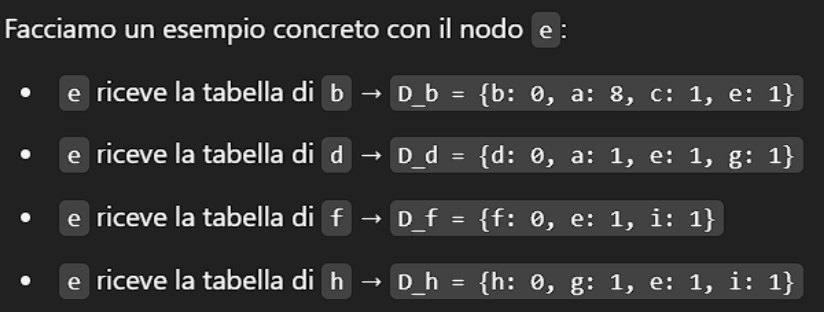 Facciamo un esempio concreto con il nodo e:
• e riceve la tabella di b → D_b = {b: 0, a: 8, c: 1, e: 1}
• e riceve la tabella di d → D_d = {d: 0, a: 1, e: 1, g: 1}
• e riceve la tabella di f → D_f = {f: 0, e: 1, i: 1}
• e riceve la tabella di h → D_h = {h: 0, g: 1, e: 1, i: 1}